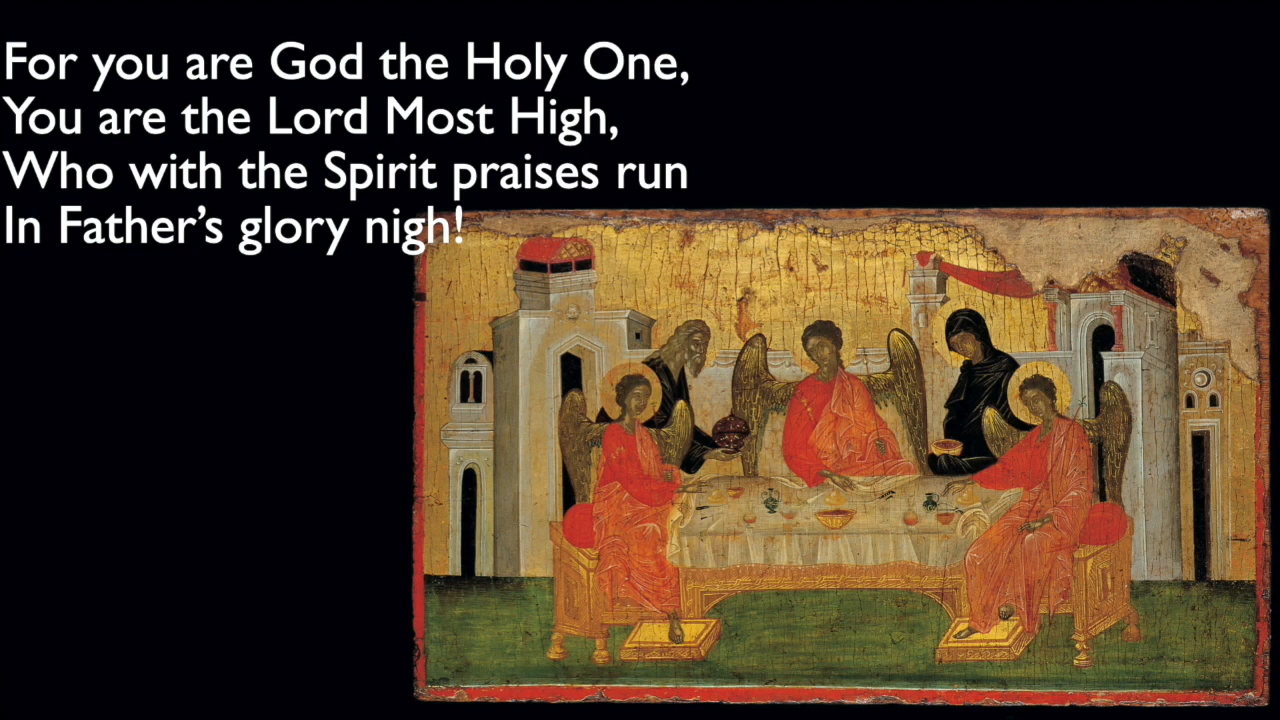 For you are God the Holy One,
You are the Lord Most High,
Who with the Spirit praises run
In Father’s glory nigh!